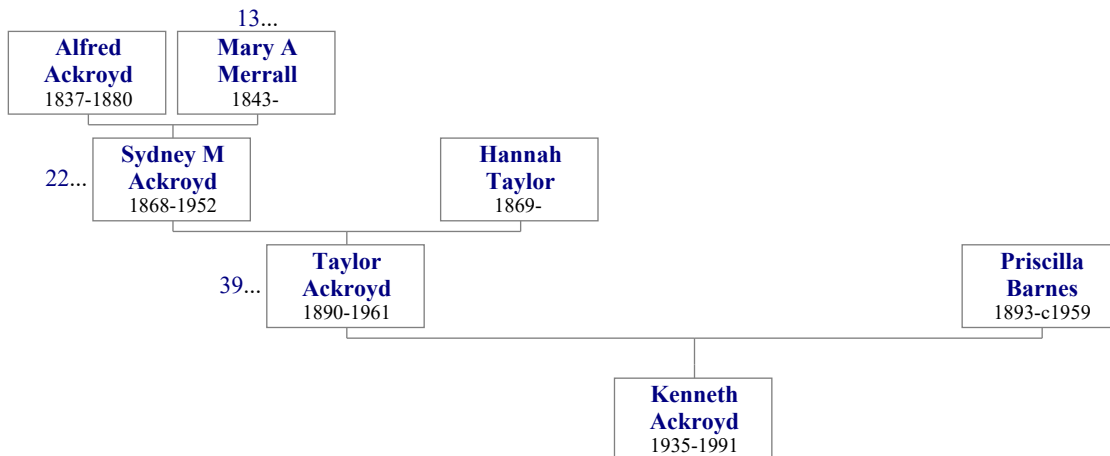 13...
Alfred
Ackroyd
1837-1880
Mary A
Merrall
1843-
22...
Sydney M
Ackroyd
1868-1952
Hannah
Taylor
1869-
39...
Taylor
Ackroyd
1890-1961
Priscilla
Barnes
1893-c1959
Kenneth
Ackroyd
1935-1991